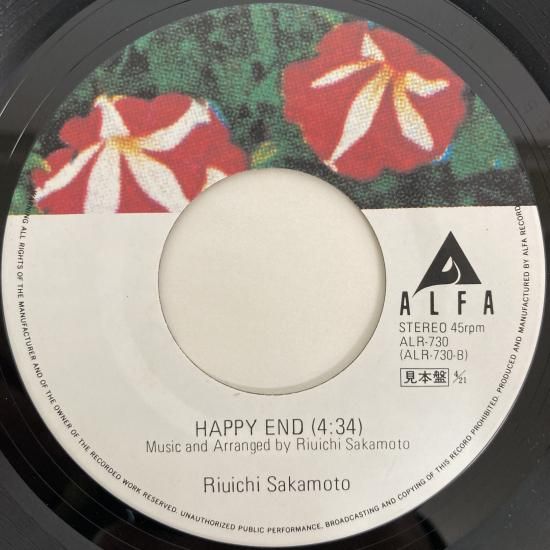 ALFA
STEREO 45rpm
ALR-730
(ALR-730-B)
見本盤 4/21
HAPPY END (4:34)
Music and Arranged by Riuichi Sakamoto
Riuichi Sakamoto
WARNING: ALL RIGHTS OF THE MANUFACTURER AND OF THE OWNER OF THE RECORDED WORK RESERVED. UNAUTHORIZED PUBLIC PERFORMANCE, BROADCASTING AND COPYING OF THIS RECORD PROHIBITED. PRODUCED AND MANUFACTURED BY ALFA RECORD